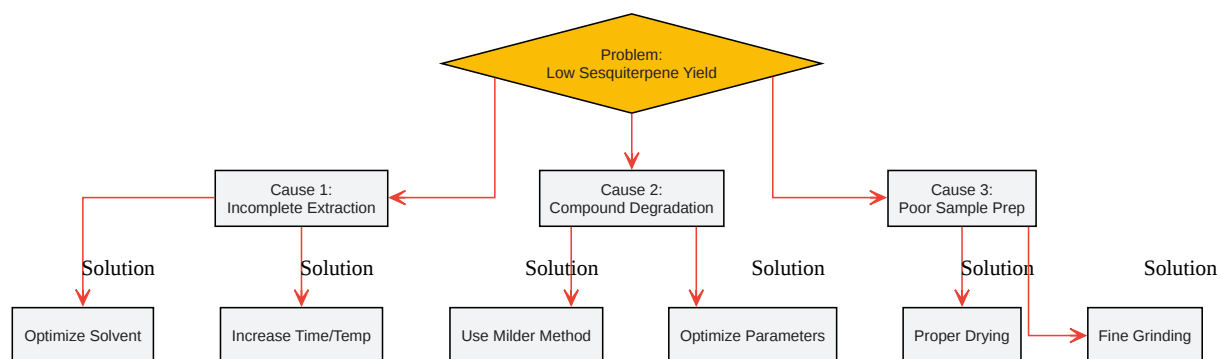 Problem:
Low Sesquiterpene Yield
Cause 1:
Incomplete Extraction
Cause 2:
Compound Degradation
Cause 3:
Poor Sample Prep
Solution
Solution
Solution
Solution
Solution
Solution
Optimize Solvent
Increase Time/Temp
Use Milder Method
Optimize Parameters
Proper Drying
Fine Grinding